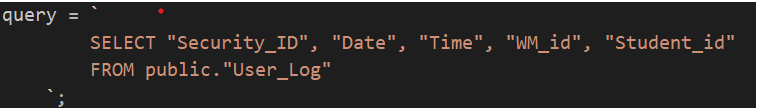 query = `
SELECT "Security_ID", "Date", "Time", "WM_id", "Student_id"
FROM public."User_Log"
`;